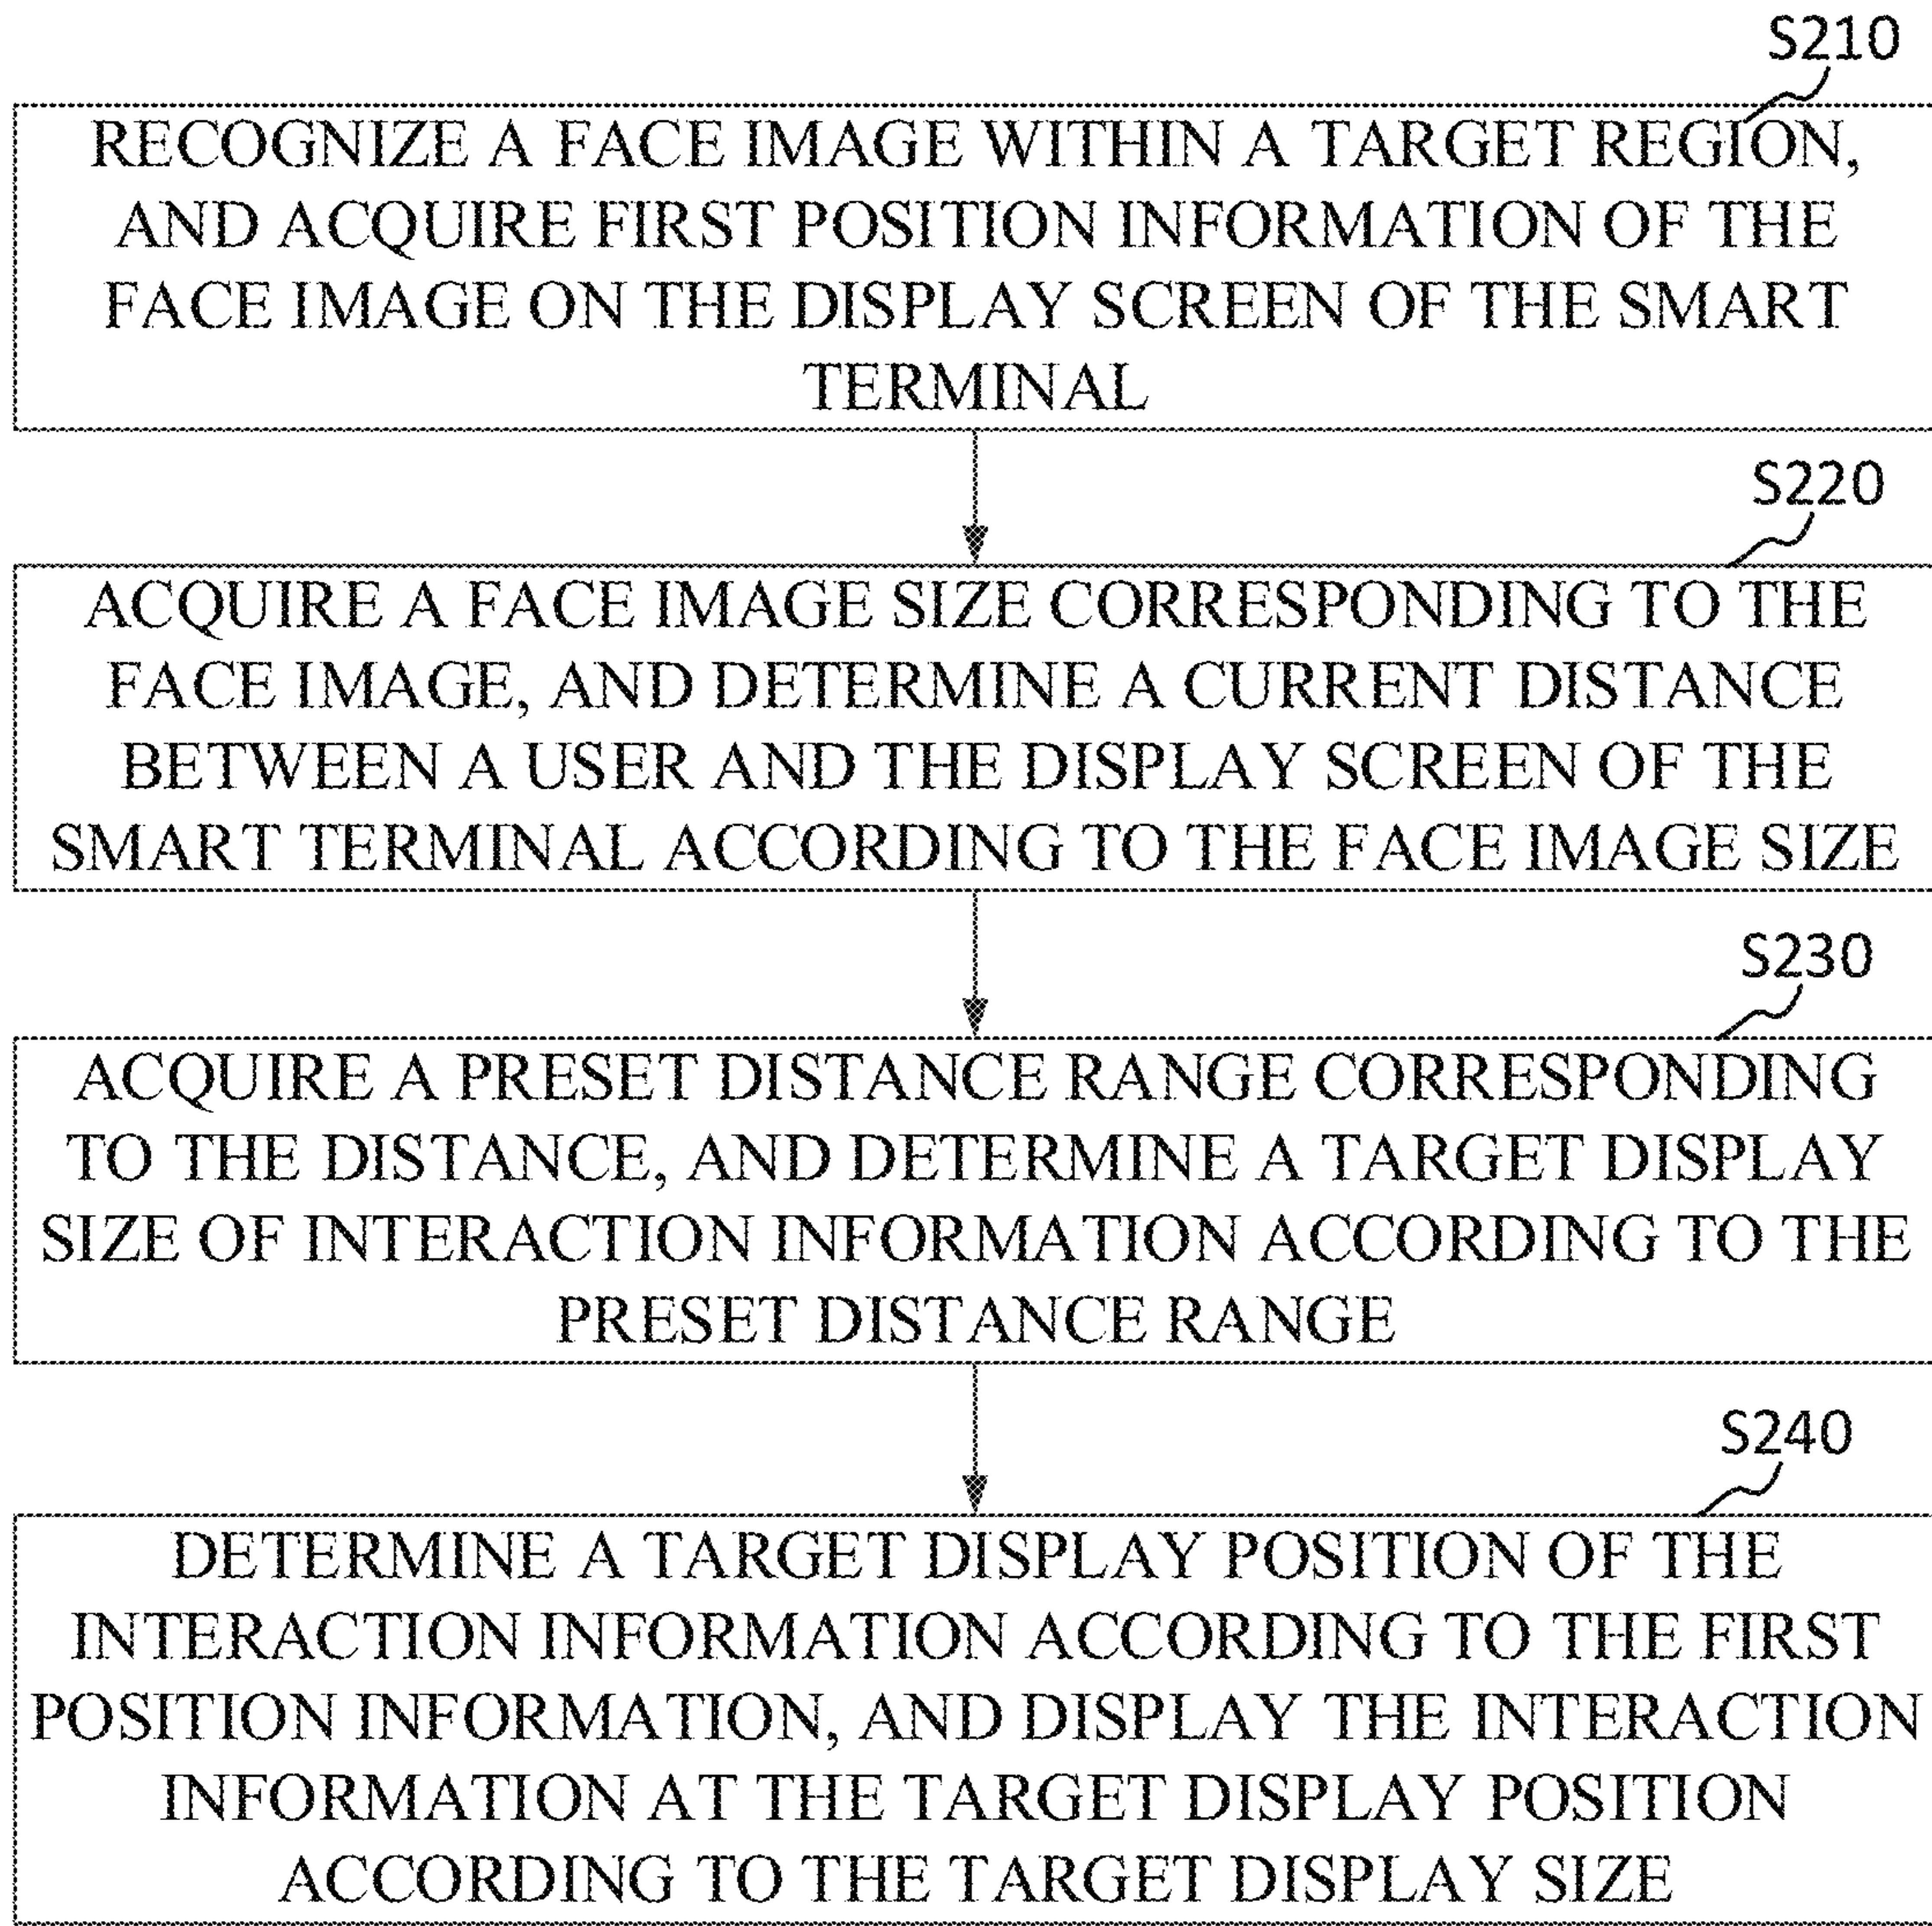 S210
RECOGNIZE A FACE IMAGE WITHIN A TARGET REGION,
AND ACQUIRE FIRST POSITION INFORMATION OF THE
FACE IMAGE ON THE DISPLAY SCREEN OF THE SMART
TERMINAL
S220
ACQUIRE A FACE IMAGE SIZE CORRESPONDING TO THE
FACE IMAGE, AND DETERMINE A CURRENT DISTANCE
BETWEEN A USER AND THE DISPLAY SCREEN OF THE
SMART TERMINAL ACCORDING TO THE FACE IMAGE SIZE
S230
ACQUIRE A PRESET DISTANCE RANGE CORRESPONDING
TO THE DISTANCE, AND DETERMINE A TARGET DISPLAY
SIZE OF INTERACTION INFORMATION ACCORDING TO THE
PRESET DISTANCE RANGE
S240
DETERMINE A TARGET DISPLAY POSITION OF THE
INTERACTION INFORMATION ACCORDING TO THE FIRST
POSITION INFORMATION, AND DISPLAY THE INTERACTION
INFORMATION AT THE TARGET DISPLAY POSITION
ACCORDING TO THE TARGET DISPLAY SIZE